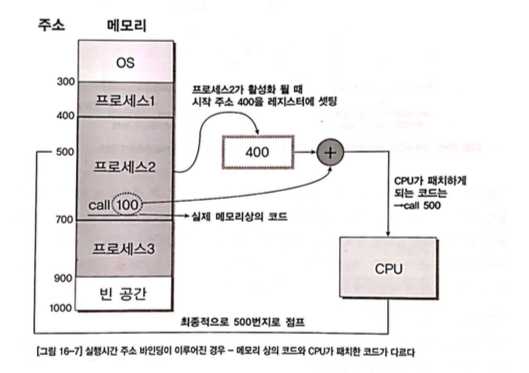 주소 메모리
OS
300
프로세스1
400
프로세스2가 활성화 될 때
시작 주소 400을 레지스터에 셋팅
500
프로세스2
400
+
CPU가 패치하게
되는 코드는
→call 500
call 100
실제 메모리상의 코드
700
프로세스3
CPU
900
빈 공간
1000
최종적으로 500번지로 점프
[그림 16-7] 실행시간 주소 바인딩이 이루어진 경우 – 메모리 상의 코드와 CPU가 패치한 코드가 다르다